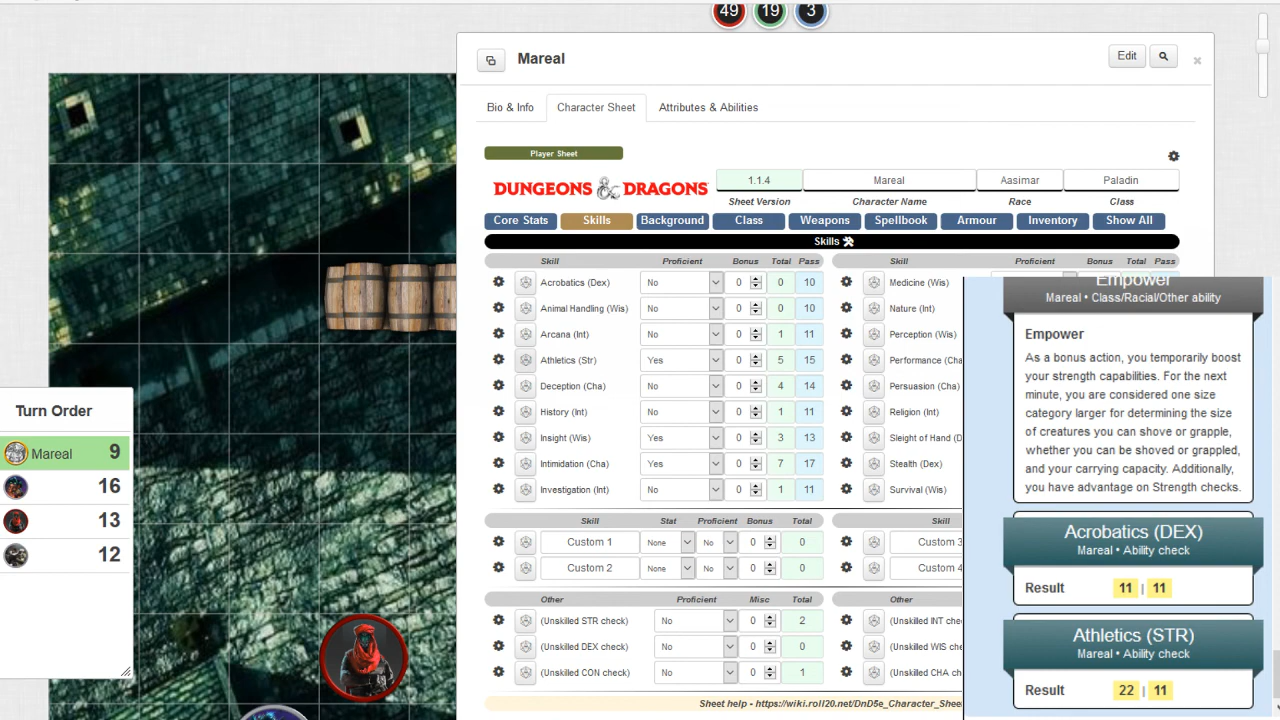 49 19 3
Mareal
Edit
×
Bio & Info Character Sheet Attributes & Abilities
Player Sheet
DUNGEONS & DRAGONS
1.1.4 Mareal Aasimar Paladin
Sheet Version Character Name Race Class
Core Stats Skills Background Class Weapons Spellbook Armour Inventory Show All
Skills
Skill Proficient Bonus Total Pass
Acrobatics (Dex) No 0 0 10
Animal Handling (Wis) No 0 0 10
Arcana (Int) No 0 1 11
Athletics (Str) Yes 0 5 15
Deception (Cha) No 0 4 14
History (Int) No 0 1 11
Insight (Wis) Yes 0 3 13
Intimidation (Cha) Yes 0 7 17
Investigation (Int) No 0 1 11
Skill Proficient Bonus Total Pass
Medicine (Wis)
Nature (Int)
Perception (Wis)
Performance (Cha
Persuasion (Cha)
Religion (Int)
Sleight of Hand (D
Stealth (Dex)
Survival (Wis)
Skill Stat Proficient Bonus Total
Custom 1 None No 0 0
Custom 2 None No 0 0
Skill
Custom 3
Custom 4
Other Proficient Misc Total
(Unskilled STR check) No 0 2
(Unskilled DEX check) No 0 0
(Unskilled CON check) No 0 1
Other
(Unskilled INT che
(Unskilled WIS che
(Unskilled CHA ch
Sheet help - https://wiki.roll20.net/DnD5e_Character_Shee
Turn Order
Mareal 9
16
13
12
Empower
Mareal • Class/Racial/Other ability
Empower
As a bonus action, you temporarily boost
your strength capabilities. For the next
minute, you are considered one size
category larger for determining the size
of creatures you can shove or grapple,
whether you can be shoved or grappled,
and your carrying capacity. Additionally,
you have advantage on Strength checks.
Acrobatics (DEX)
Mareal • Ability check
Result 11 | 11
Athletics (STR)
Mareal • Ability check
Result 22 | 11